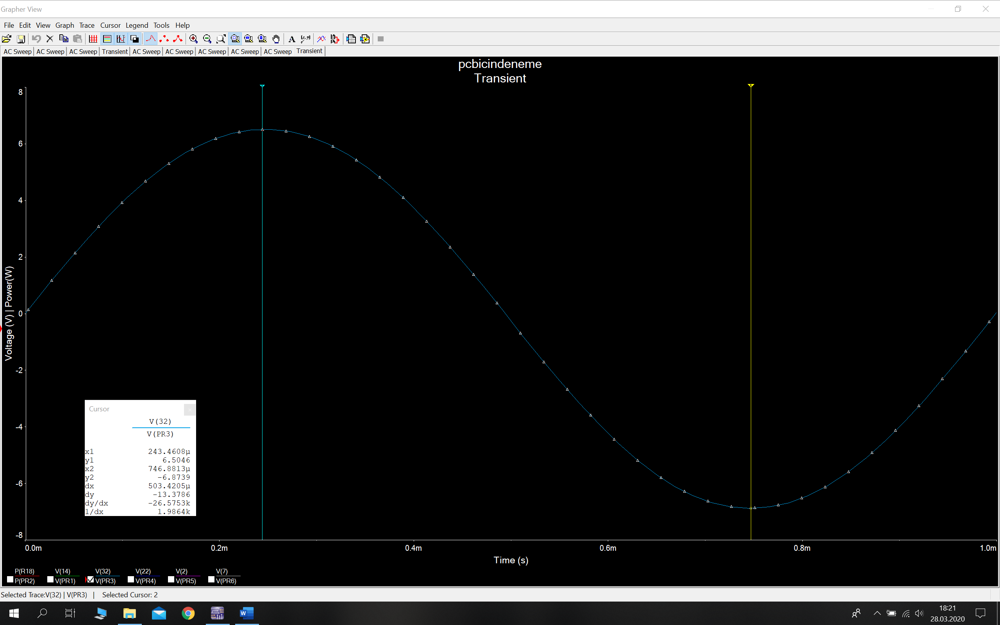 Grapher View
File Edit View Graph Trace Cursor Legend Tools Help
AC Sweep AC Sweep AC Sweep Transient AC Sweep AC Sweep AC Sweep AC Sweep AC Sweep Transient
pcbicindeneme
Transient
8
6
4
2
0
-2
-4
-6
-8
Voltage (V) | Power(W)
Cursor
V(32)
V(PR3)
x1 243.4608µ
y1 6.5046
x2 746.8813µ
y2 -6.8739
dx 503.4205µ
dy -13.3786
dy/dx -26.5753k
1/dx 1.9864k
0.0m 0.2m 0.4m 0.6m 0.8m 1.0m
Time (s)
P(R18) V(14) V(32) V(22) V(2) V(7)
P(PR2) V(PR1) V(PR3) V(PR4) V(PR5) V(PR6)
Selected Trace:V(32) | V(PR3) | Selected Cursor: 2
18:21
28.03.2020